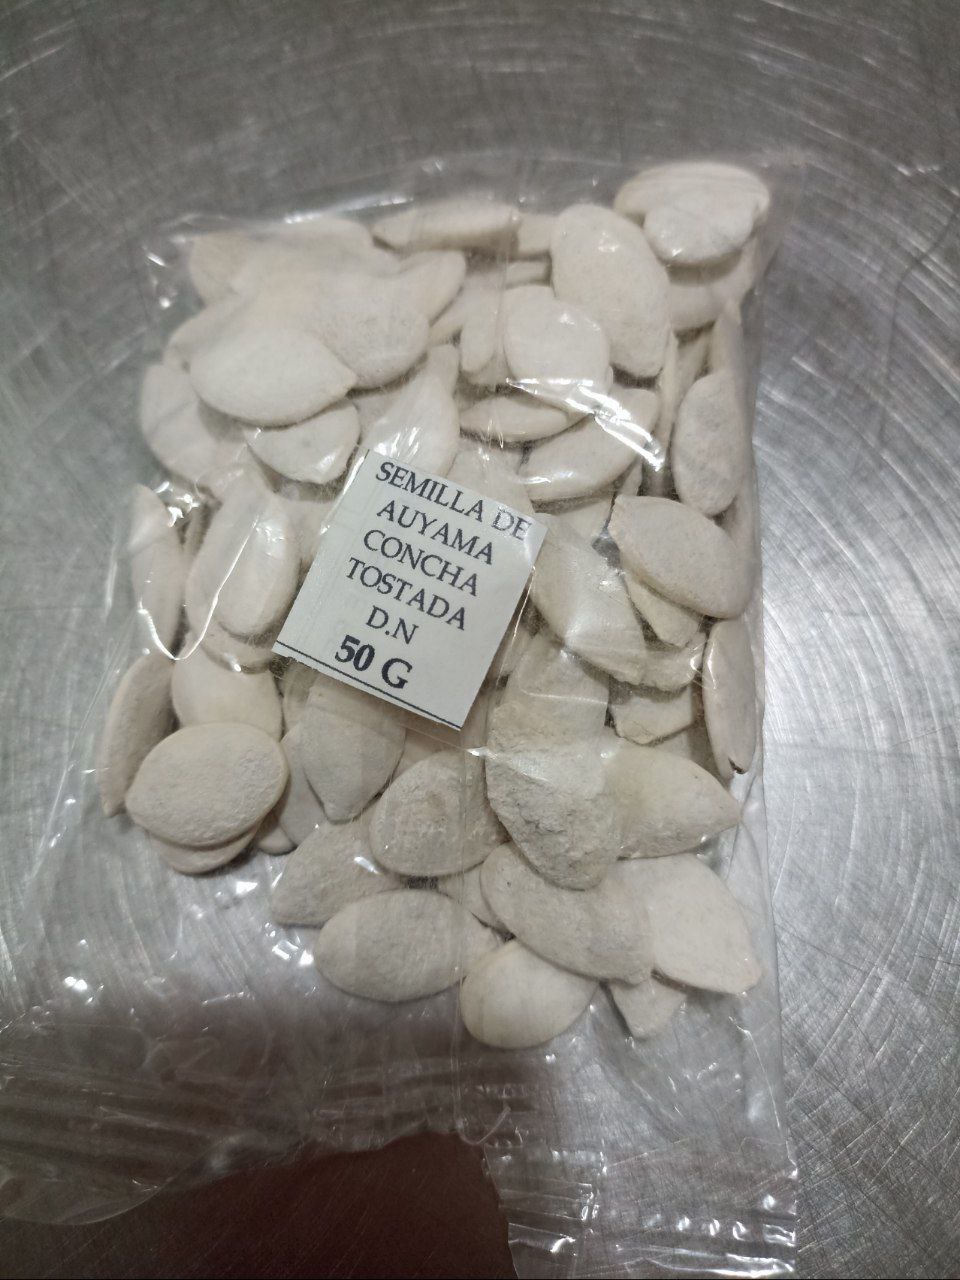 SEMILLA DE
AUYAMA
CONCHA
TOSTADA
D.N
50 G